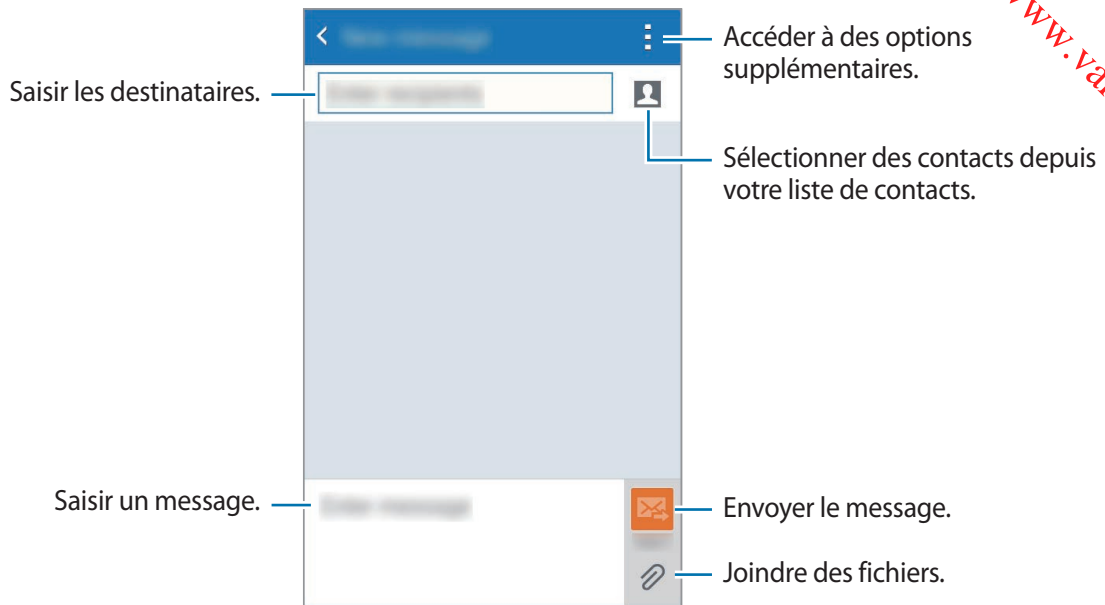 Accéder à des options
supplémentaires.
Saisir les destinataires.
Sélectionner des contacts depuis
votre liste de contacts.
Saisir un message.
Envoyer le message.
Joindre des fichiers.